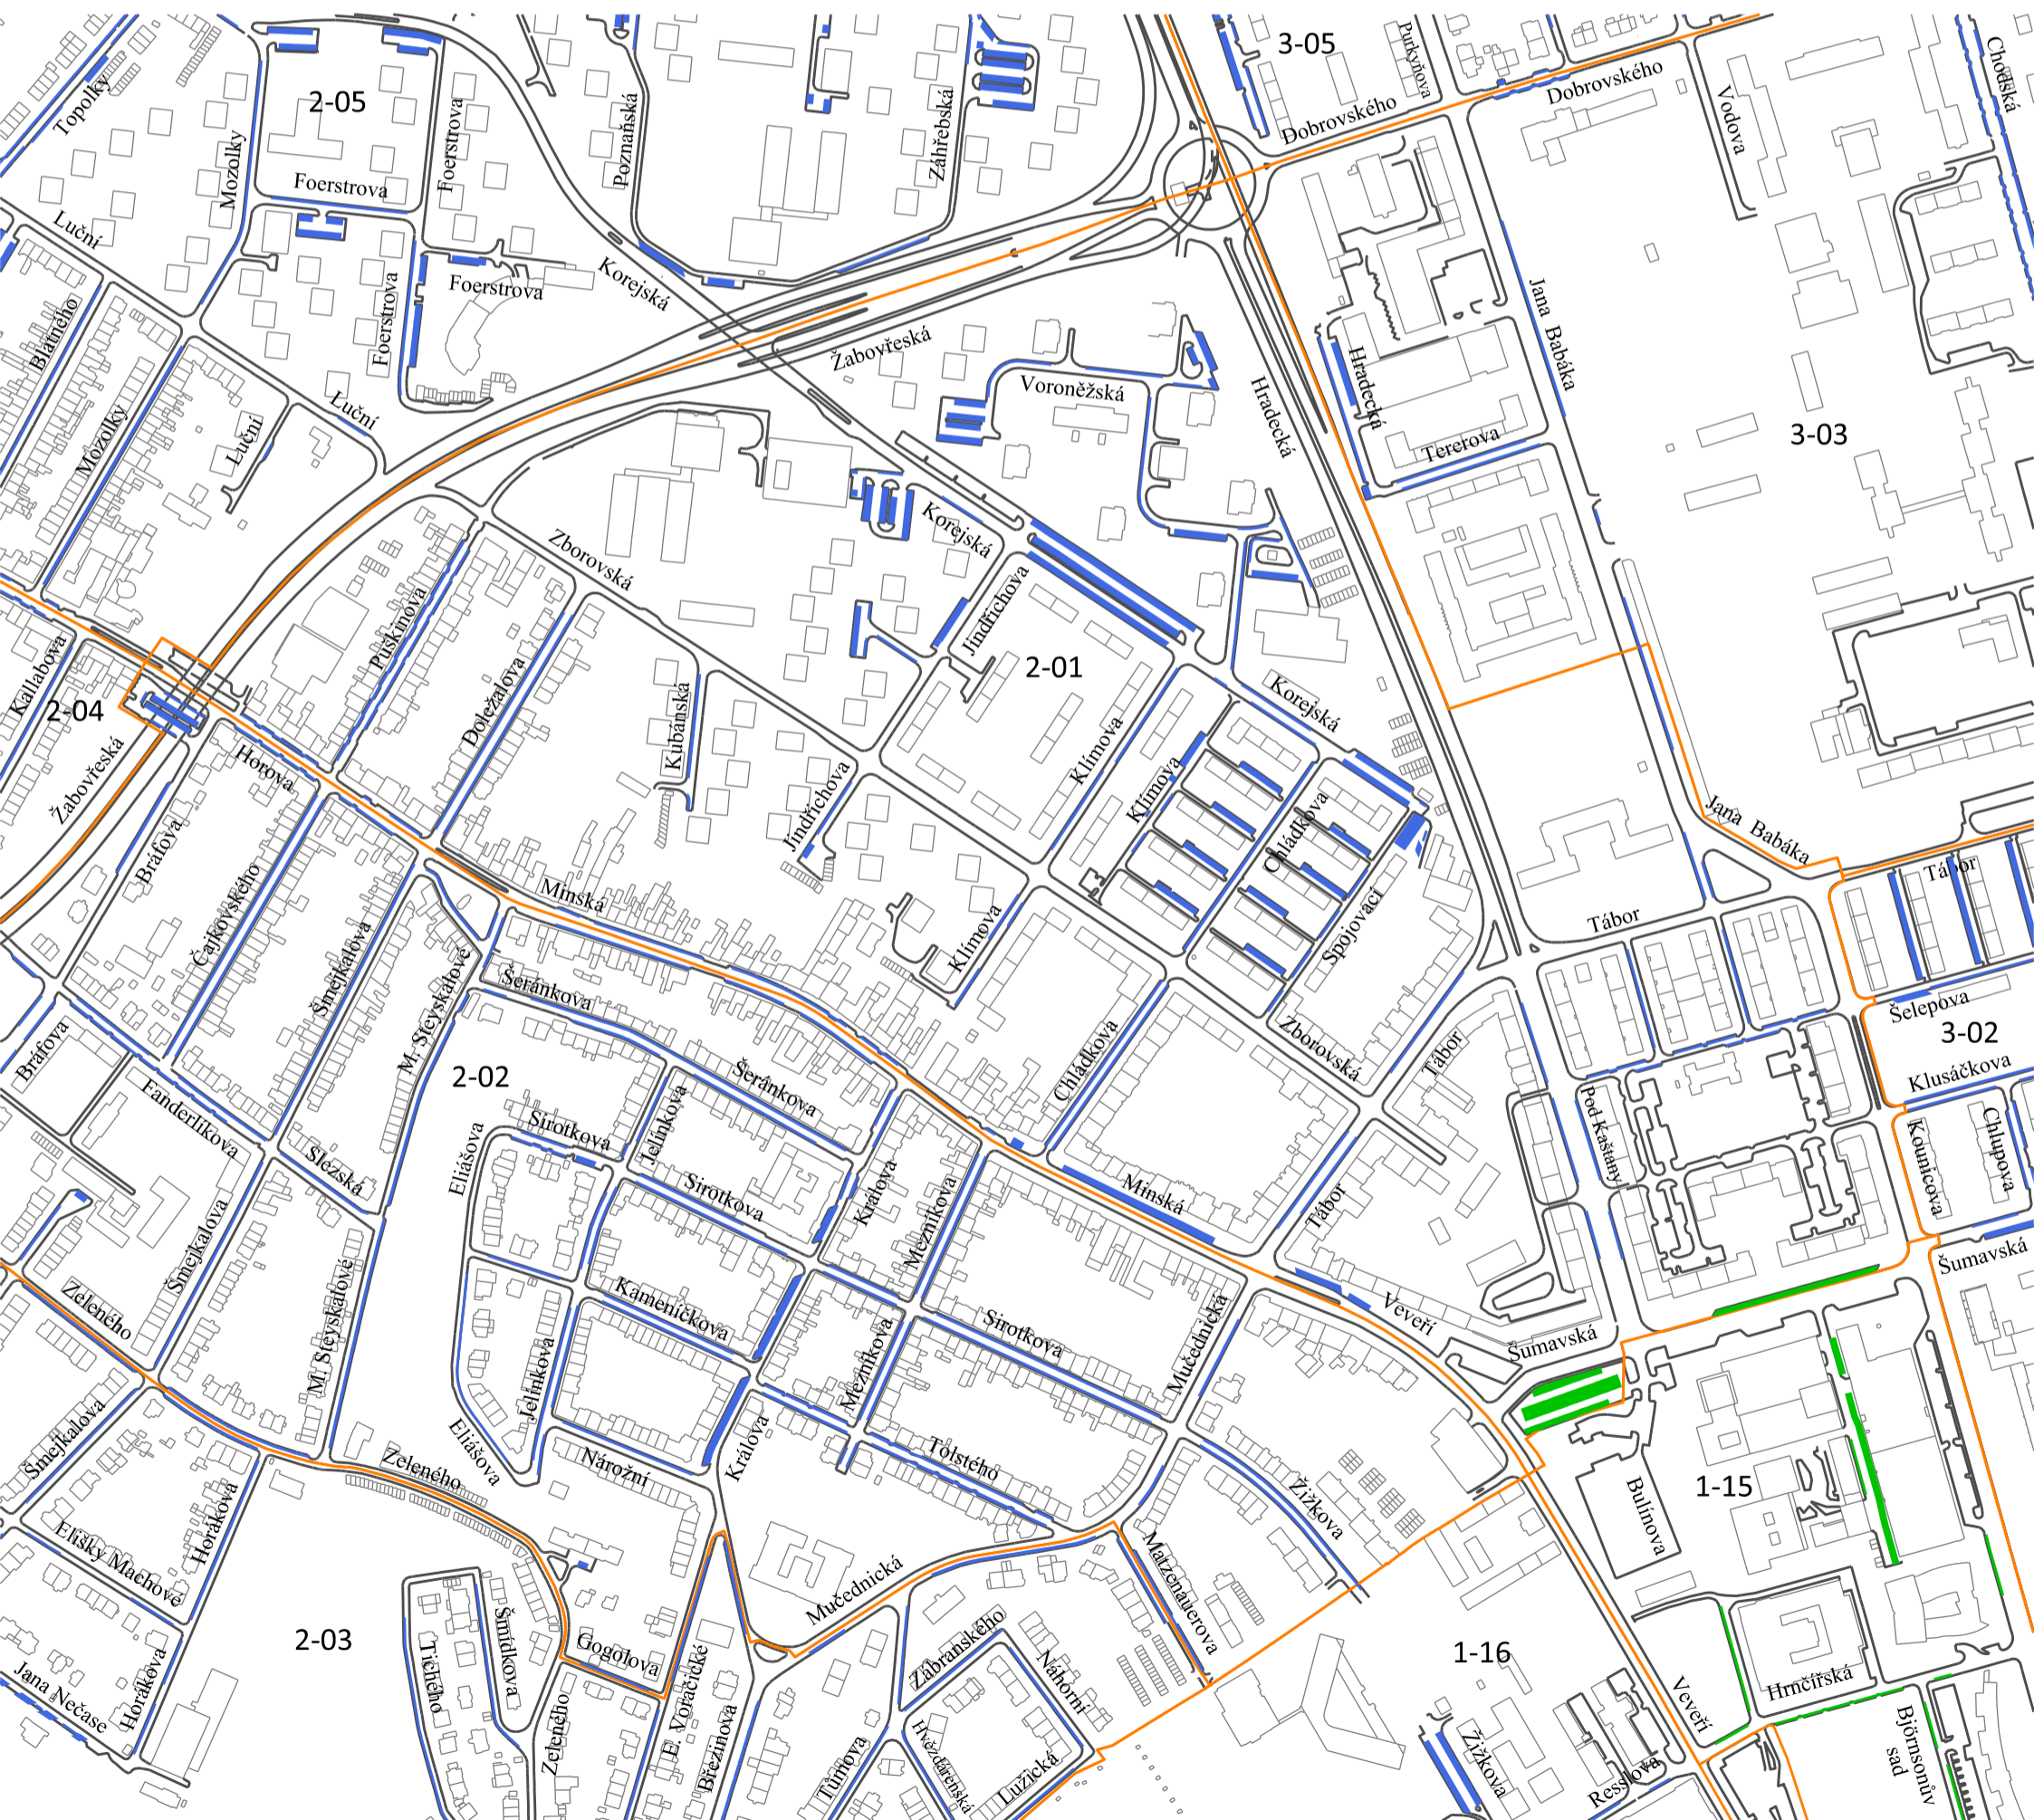 3-05
Purkyňova
Chodská
Topolky
2-05
Foerstrova
Poznaňská
Záhřebská
Dobrovského
Dobrovského
Vodova
Mozolky
Foerstrova
Luční
Korejská
Foerstrova
Foerstrova
Jana Babáka
Blatného
Žabovřeská
Voroněžská
Hradecká
Hradecká
Luční
Mozolky
Luční
Tererova
3-03
Korejská
Zborovská
Jindřichova
Puškinova
Kallabova
2-04
Doležalova
Kubánská
2-01
Korejská
Žabovřeská
Horova
Klímova
Klímova
Jindřichova
Chládkova
Jana Babáka
Bráfova
Čajkovského
Minská
Tábor
Šmejkalova
Klímova
Spojovací
Tábor
M. Steyskalové
Šeránkova
Šelepova
3-02
Bráfova
2-02
Šeránkova
Chládkova
Zborovská
Tábor
Klusáčkova
Fanderlíkova
Sirotkova
Jelínkova
Pod Kaštany
Chlupova
Kounicova
Eliášova
Slezská
Sirotkova
Králova
Mezníkova
Minská
Tábor
Šumavská
Šmejkalova
Zeleného
M. Steyskalové
Kameníčkova
Sirotkova
Mučednická
Veveří
Šumavská
Jelínkova
Mezníkova
Šmejkalova
Eliášova
Zeleného
Nárožní
Králova
Tolstého
Žižkova
1-15
Bulínova
Horákova
Elišky Machové
Matzenauerova
Mučednická
2-03
Šmídkova
Tichého
Gogolova
Zábranského
Náhorní
1-16
Hrnčířská
Jana Nečase
Horákova
Zeleného
E. Voračické
Březinova
Tůmova
Hvězdárenská
Lužická
Žižkova
Resslova
Veveří
Björnsonův
sad